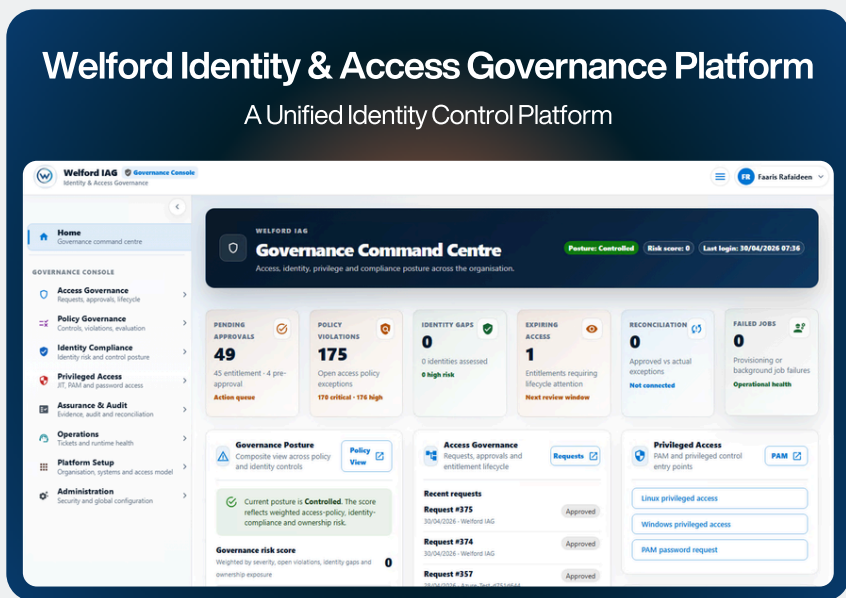 Welford Identity & Access Governance Platform
A Unified Identity Control Platform
Welford IAG
Governance Console
Identity & Access Governance
FR
Faaris Rafaideen
Home
Governance command centre
GOVERNANCE CONSOLE
Access Governance
Requests, approvals, lifecycle
Policy Governance
Controls, violations, evaluation
Identity Compliance
Identity risk and control posture
Privileged Access
JIT, PAM and password access
Assurance & Audit
Evidence, audit and reconciliation
Operations
Tickets and runtime health
Platform Setup
Organisation, systems and access model
Administration
Security and global configuration
WELFORD IAG
Governance Command Centre
Access, identity, privilege and compliance posture across the organisation.
Posture: Controlled
Risk score: 0
Last login: 30/04/2026 07:36
PENDING
APPROVALS
49
45 entitlement · 4 pre-
approval
Action queue
POLICY
VIOLATIONS
175
Open access policy
exceptions
170 critical · 176 high
IDENTITY GAPS
0
0 identities assessed
0 high risk
EXPIRING
ACCESS
1
Entitlements requiring
lifecycle attention
Next review window
RECONCILIATION
0
Approved vs actual
exceptions
Not connected
FAILED JOBS
0
Provisioning or
background job failures
Operational health
Governance Posture
Composite view across policy
and identity controls
Policy
View
Current posture is Controlled. The score
reflects weighted access-policy, identity-
compliance and ownership risk.
Governance risk score
Weighted by severity, open violations, identity gaps and
ownership exposure
0
Access Governance
Requests, approvals and
entitlement lifecycle
Requests
Recent requests
Request #375
30/04/2026 - Welford IAG
Approved
Request #374
30/04/2026 - Welford IAG
Approved
Request #357
Approved
Privileged Access
PAM and privileged control
entry points
PAM
Linux privileged access
Windows privileged access
PAM password request